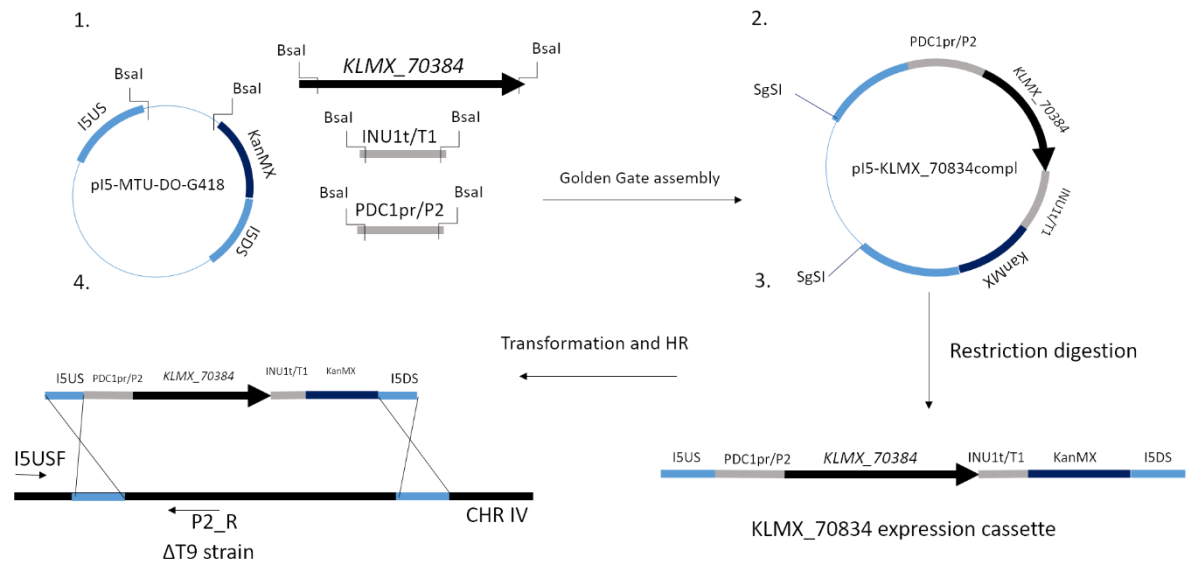 1.
BsaI
BsaI
I5US
KanMX
I5DS
pI5-MTU-DO-G418
BsaI
KLMX_70384
BsaI
BsaI
INU1t/T1
BsaI
BsaI
PDC1pr/P2
BsaI
Golden Gate assembly
2.
PDC1pr/P2
KLMX_70384
SgSI
pI5-KLMX_70834compl
INU1t/T1
KanMX
SgSI
3.
Restriction digestion
I5US
PDC1pr/P2
KLMX_70384
INU1t/T1
KanMX
I5DS
KLMX_70834 expression cassette
4.
Transformation and HR
I5US
PDC1pr/P2
KLMX_70384
INU1t/T1
KanMX
I5DS
I5USF
P2_R
CHR IV
ΔT9 strain